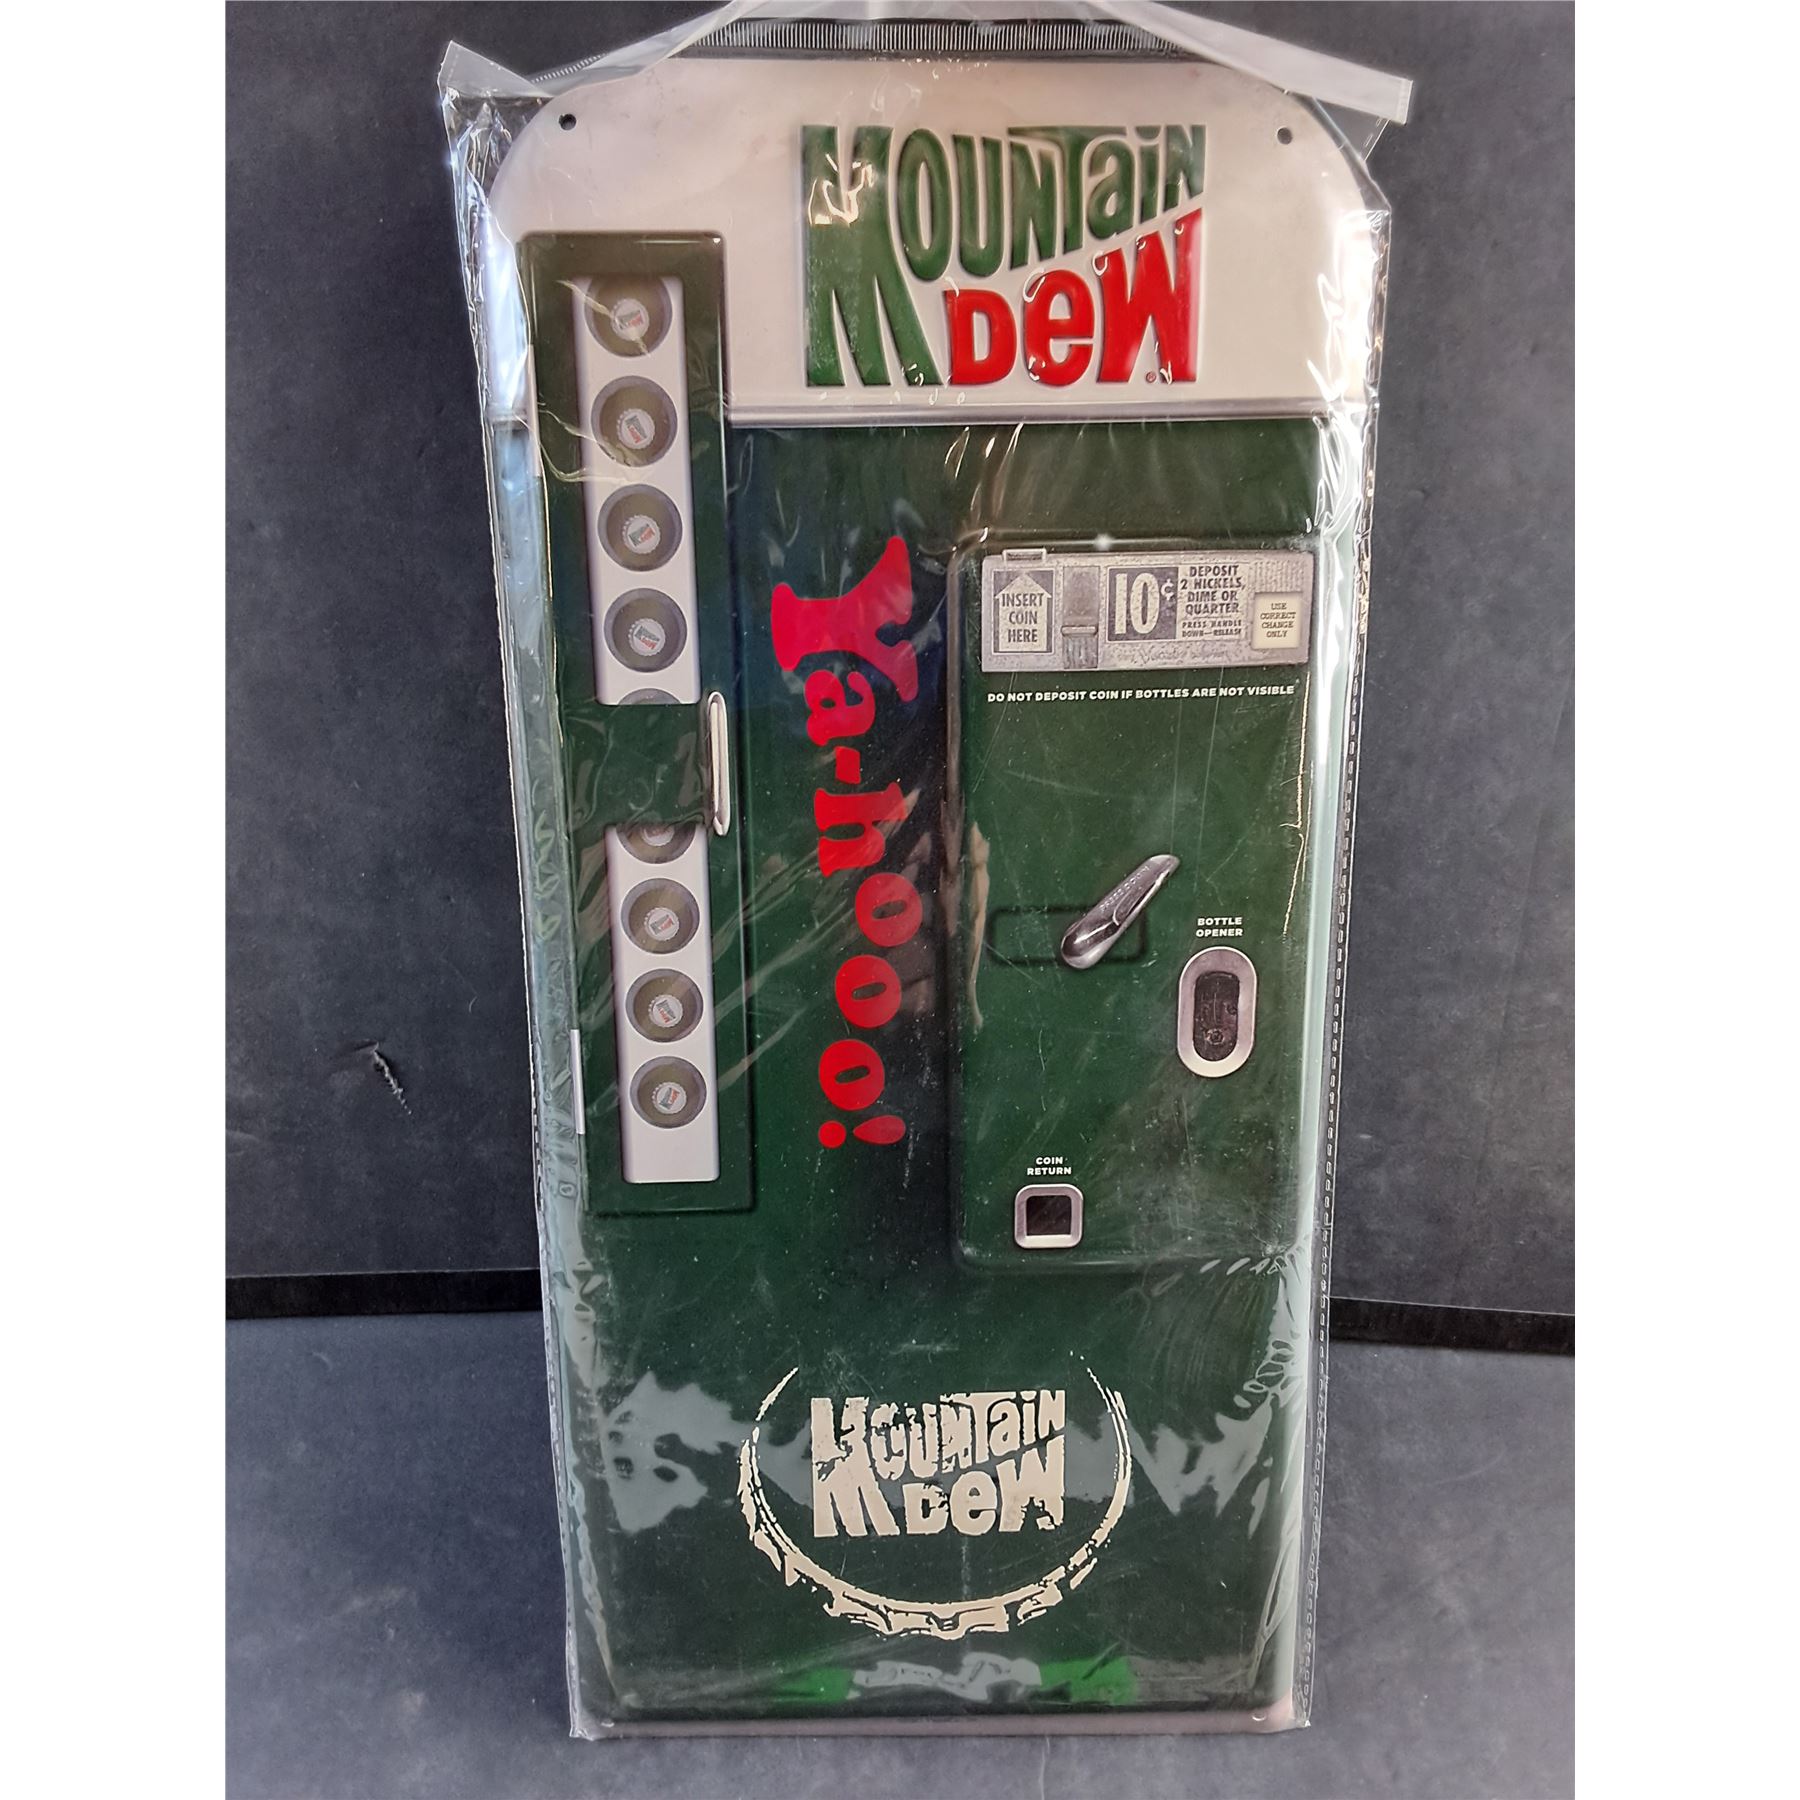 Mountain
Dew®
INSERT
COIN
HERE
10¢
DEPOSIT
2 NICKELS,
DIME OR
QUARTER
PRESS HANDLE
DOWN—RELEASE
USE
CORRECT
CHANGE
ONLY
DO NOT DEPOSIT COIN IF BOTTLES ARE NOT VISIBLE
Ya-hooo!
BOTTLE
OPENER
COIN
RETURN
Mountain
Dew